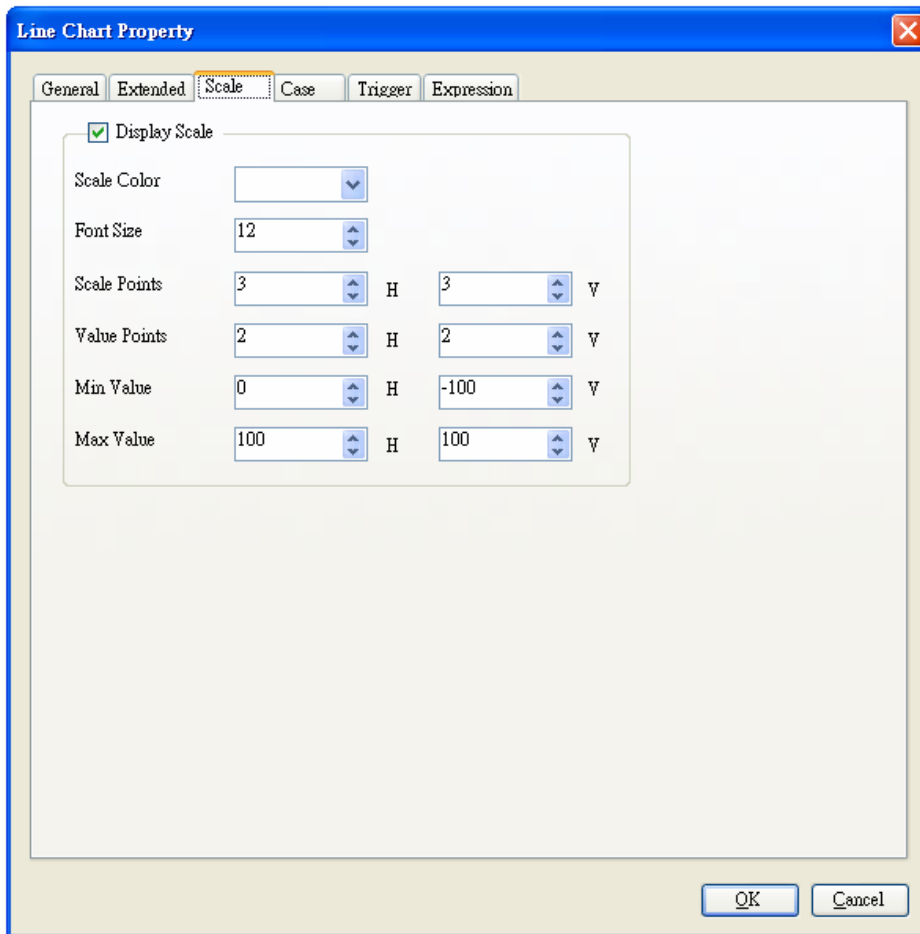 Line Chart Property
General Extended Scale Case Trigger Expression
Display Scale
Scale Color
Font Size 12
Scale Points 3 H 3 V
Value Points 2 H 2 V
Min Value 0 H -100 V
Max Value 100 H 100 V
OK Cancel